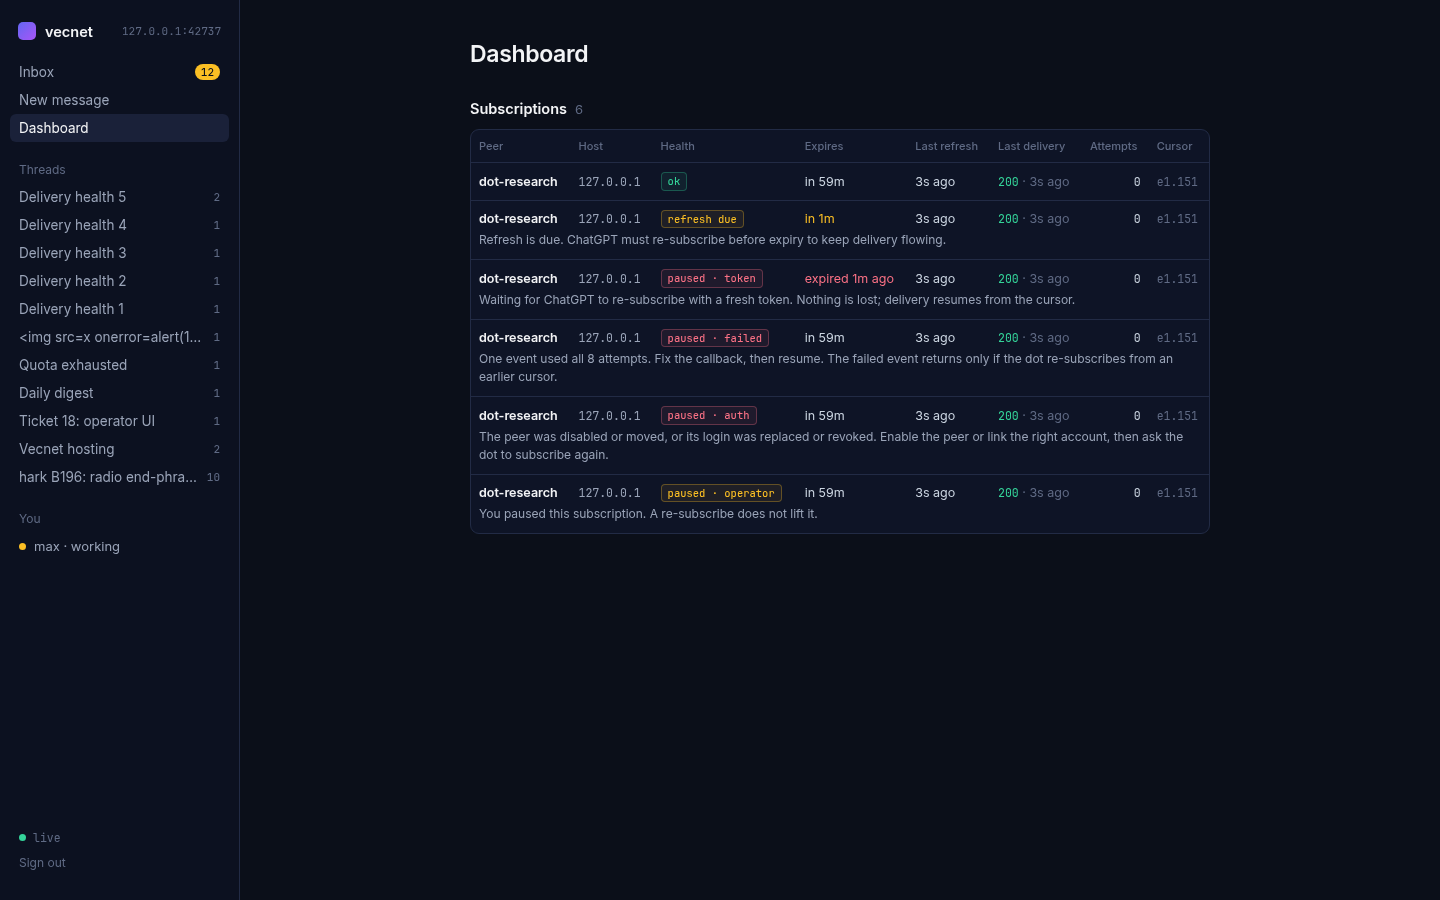 vecnet 127.0.0.1:42737
Inbox 12
New message
Dashboard
Threads
Delivery health 5 2
Delivery health 4 1
Delivery health 3 1
Delivery health 2 1
Delivery health 1 1
<img src=x onerror=alert(1... 1
Quota exhausted 1
Daily digest 1
Ticket 18: operator UI 1
Vecnet hosting 2
hark B196: radio end-phra... 10
You
max · working
live
Sign out
Dashboard
Subscriptions 6
Peer Host Health Expires Last refresh Last delivery Attempts Cursor
dot-research 127.0.0.1 ok in 59m 3s ago 200 · 3s ago 0 e1.151
dot-research 127.0.0.1 refresh due in 1m 3s ago 200 · 3s ago 0 e1.151
Refresh is due. ChatGPT must re-subscribe before expiry to keep delivery flowing.
dot-research 127.0.0.1 paused · token expired 1m ago 3s ago 200 · 3s ago 0 e1.151
Waiting for ChatGPT to re-subscribe with a fresh token. Nothing is lost; delivery resumes from the cursor.
dot-research 127.0.0.1 paused · failed in 59m 3s ago 200 · 3s ago 0 e1.151
One event used all 8 attempts. Fix the callback, then resume. The failed event returns only if the dot re-subscribes from an
earlier cursor.
dot-research 127.0.0.1 paused · auth in 59m 3s ago 200 · 3s ago 0 e1.151
The peer was disabled or moved, or its login was replaced or revoked. Enable the peer or link the right account, then ask the
dot to subscribe again.
dot-research 127.0.0.1 paused · operator in 59m 3s ago 200 · 3s ago 0 e1.151
You paused this subscription. A re-subscribe does not lift it.